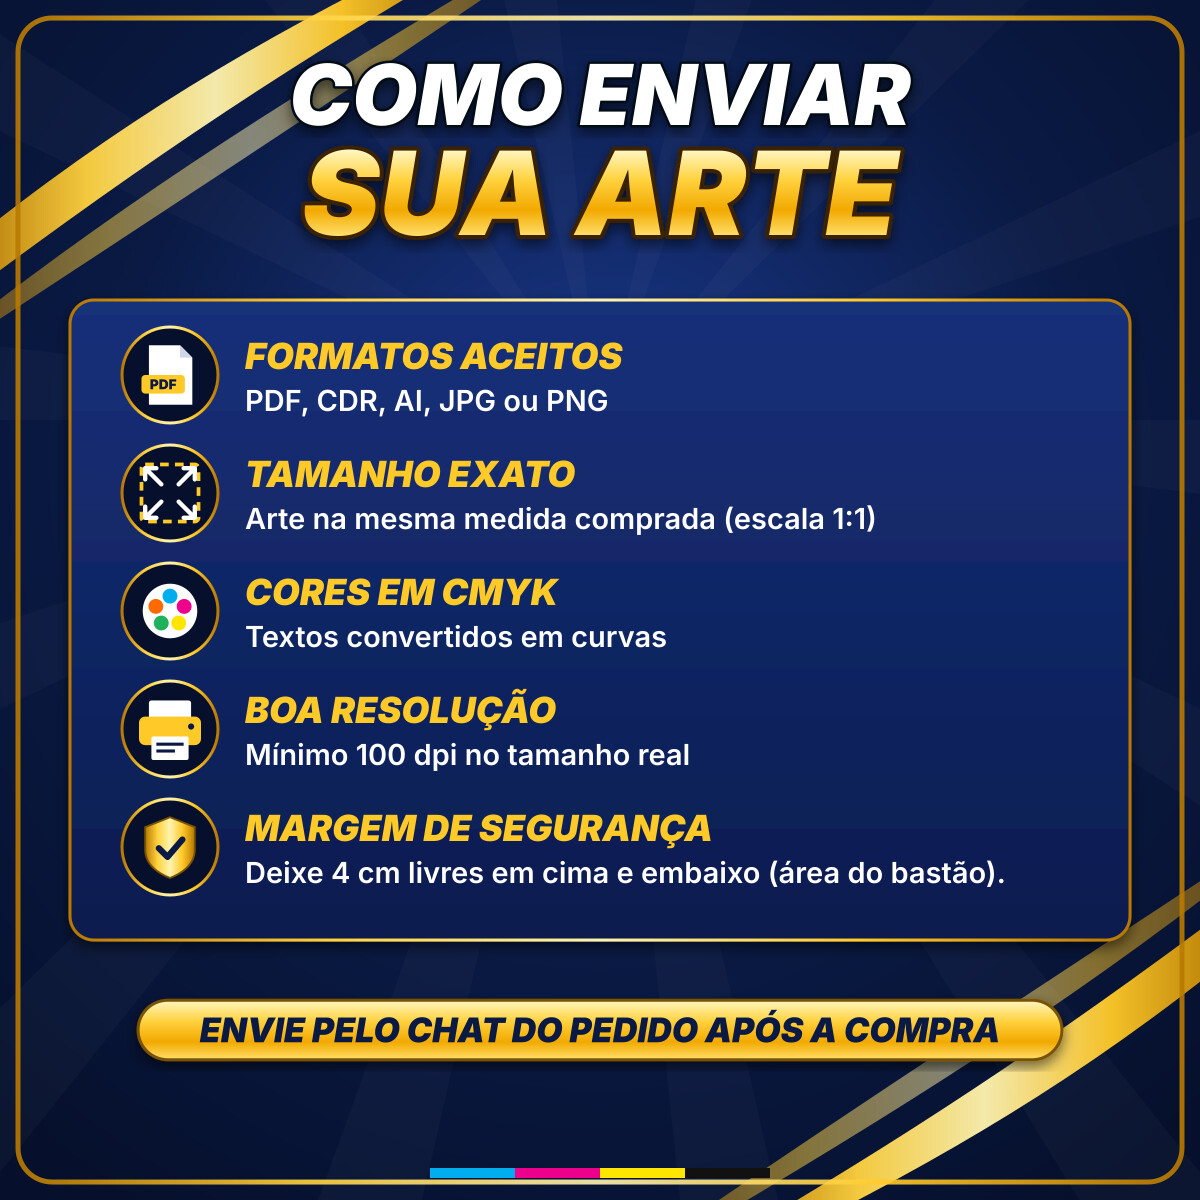 COMO ENVIAR
SUA ARTE
PDF
FORMATOS ACEITOS
PDF, CDR, AI, JPG ou PNG
TAMANHO EXATO
Arte na mesma medida comprada (escala 1:1)
CORES EM CMYK
Textos convertidos em curvas
BOA RESOLUÇÃO
Mínimo 100 dpi no tamanho real
MARGEM DE SEGURANÇA
Deixe 4 cm livres em cima e embaixo (área do bastão).
ENVIE PELO CHAT DO PEDIDO APÓS A COMPRA